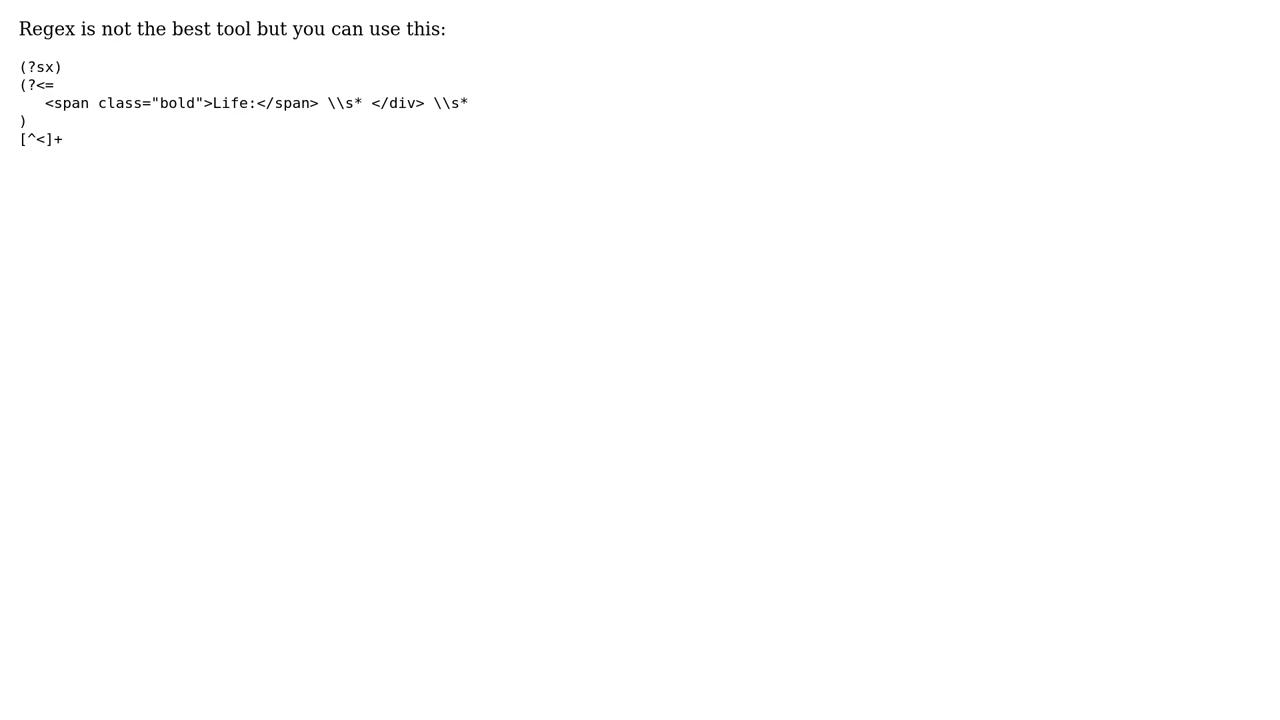 Regex is not the best tool but you can use this:
(?sx)
(?<=
   <span class="bold">Life:</span> \\s* </div> \\s*
)
[^<]+